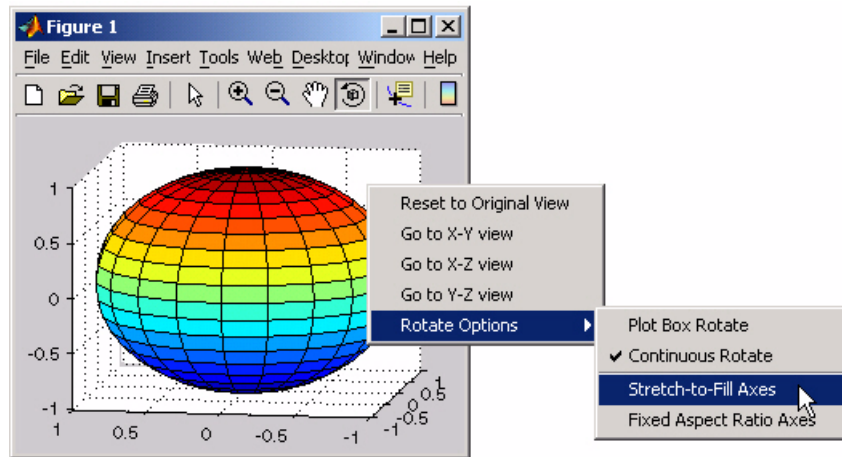 Figure 1
File Edit View Insert Tools Web Desktop Window Help
1
0.5
0
-0.5
-1
1
0.5
0
-0.5
-1
-1
-0.5
0
0.5
1
Reset to Original View
Go to X-Y view
Go to X-Z view
Go to Y-Z view
Rotate Options
Plot Box Rotate
Continuous Rotate
Stretch-to-Fill Axes
Fixed Aspect Ratio Axes